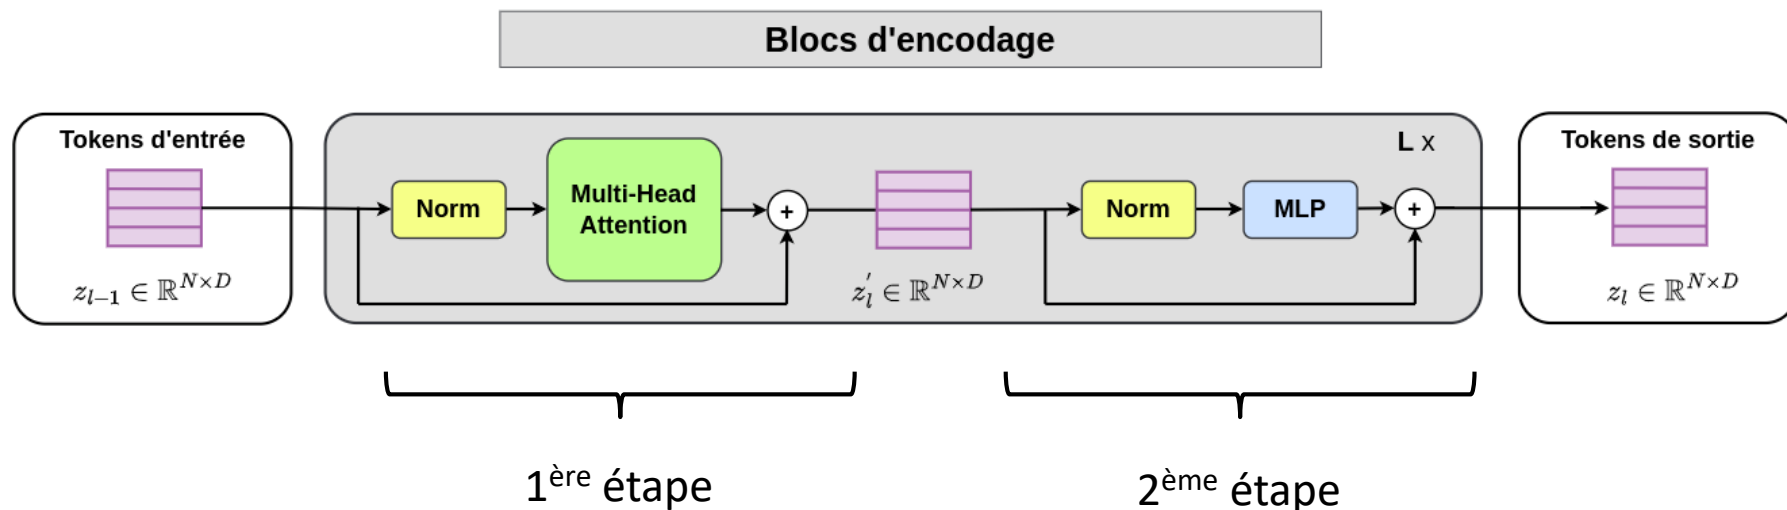 Blocs d'encodage
Tokens d'entrée
L x
Tokens de sortie
Norm
Multi-Head
Attention
+
Norm
MLP
+
z_{l-1} ∈ ℝ^{N×D}
z'_l ∈ ℝ^{N×D}
z_l ∈ ℝ^{N×D}
1ère étape
2ème étape